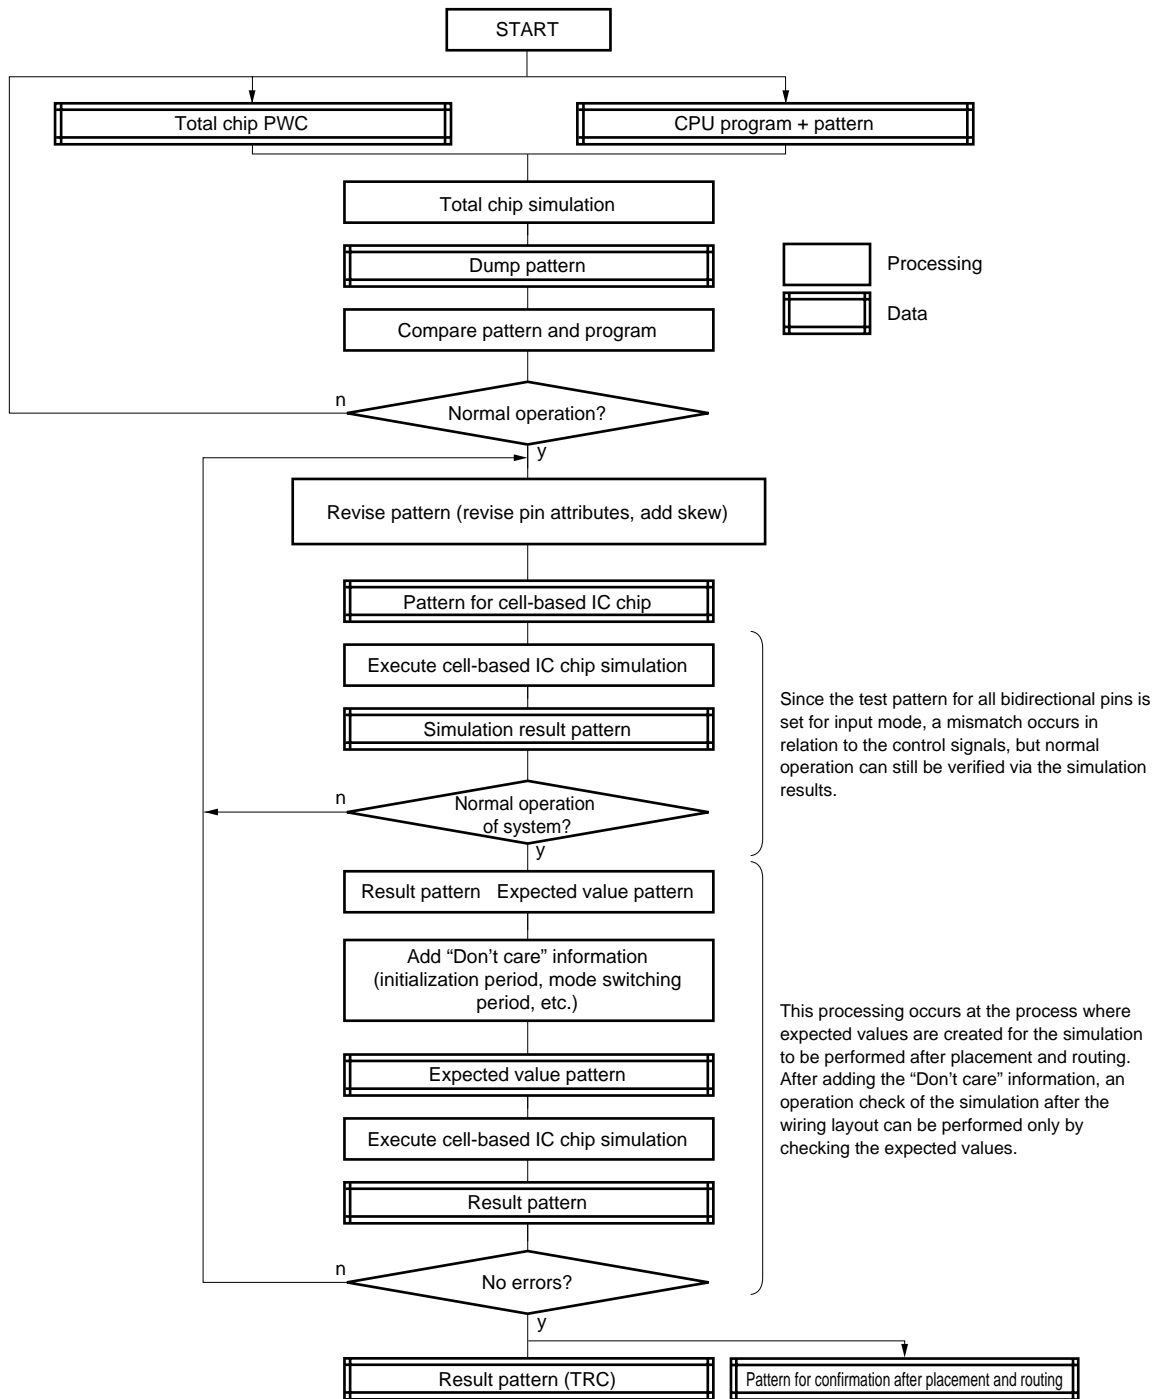 START
Total chip PWC
CPU program + pattern
Total chip simulation
Dump pattern
Processing
Data
Compare pattern and program
n
Normal operation?
y
Revise pattern (revise pin attributes, add skew)
Pattern for cell-based IC chip
Execute cell-based IC chip simulation
Simulation result pattern
Since the test pattern for all bidirectional pins is
set for input mode, a mismatch occurs in
relation to the control signals, but normal
operation can still be verified via the simulation
results.
n
Normal operation
of system?
y
Result pattern Expected value pattern
Add “Don’t care” information
(initialization period, mode switching
period, etc.)
Expected value pattern
Execute cell-based IC chip simulation
Result pattern
This processing occurs at the process where
expected values are created for the simulation
to be performed after placement and routing.
After adding the “Don’t care” information, an
operation check of the simulation after the
wiring layout can be performed only by
checking the expected values.
n
No errors?
y
Result pattern (TRC)
Pattern for confirmation after placement and routing